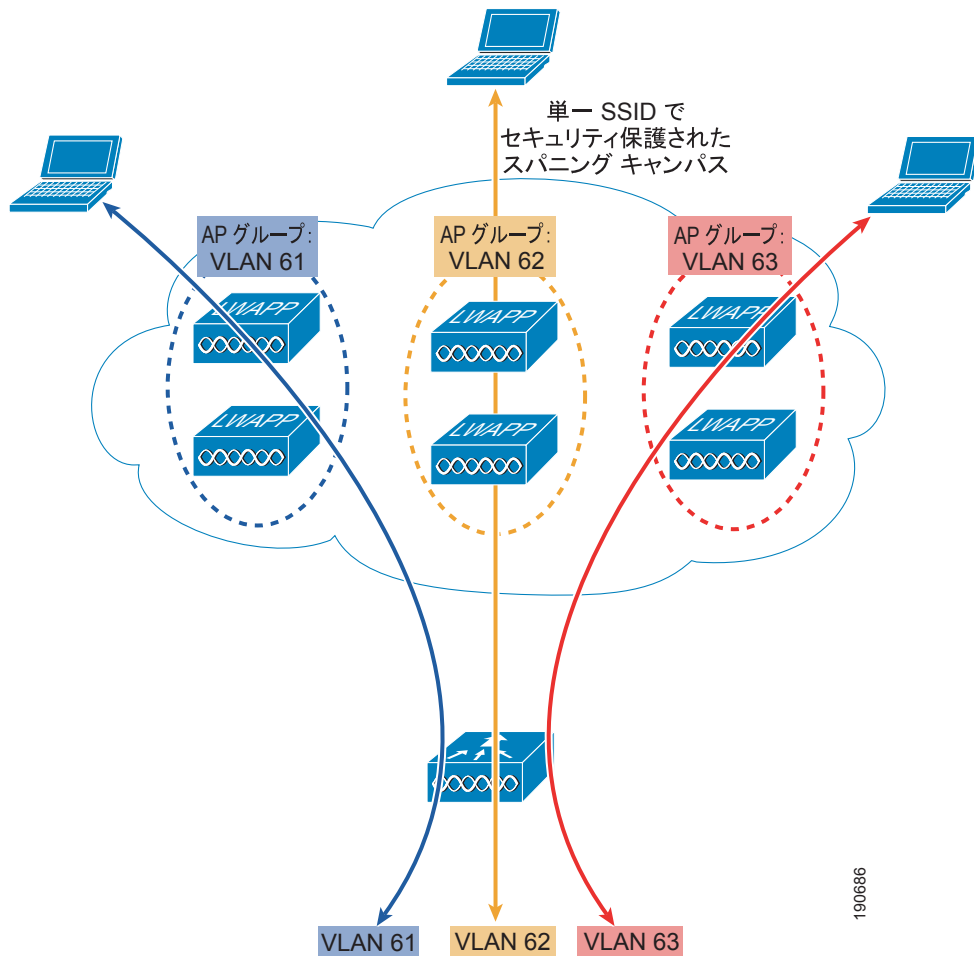 単一 SSID で
セキュリティ保護された
スパニング キャンパス
AP グループ:
VLAN 61
AP グループ:
VLAN 62
AP グループ:
VLAN 63
LWAPP
LWAPP
LWAPP
LWAPP
LWAPP
LWAPP
190686
VLAN 61
VLAN 62
VLAN 63